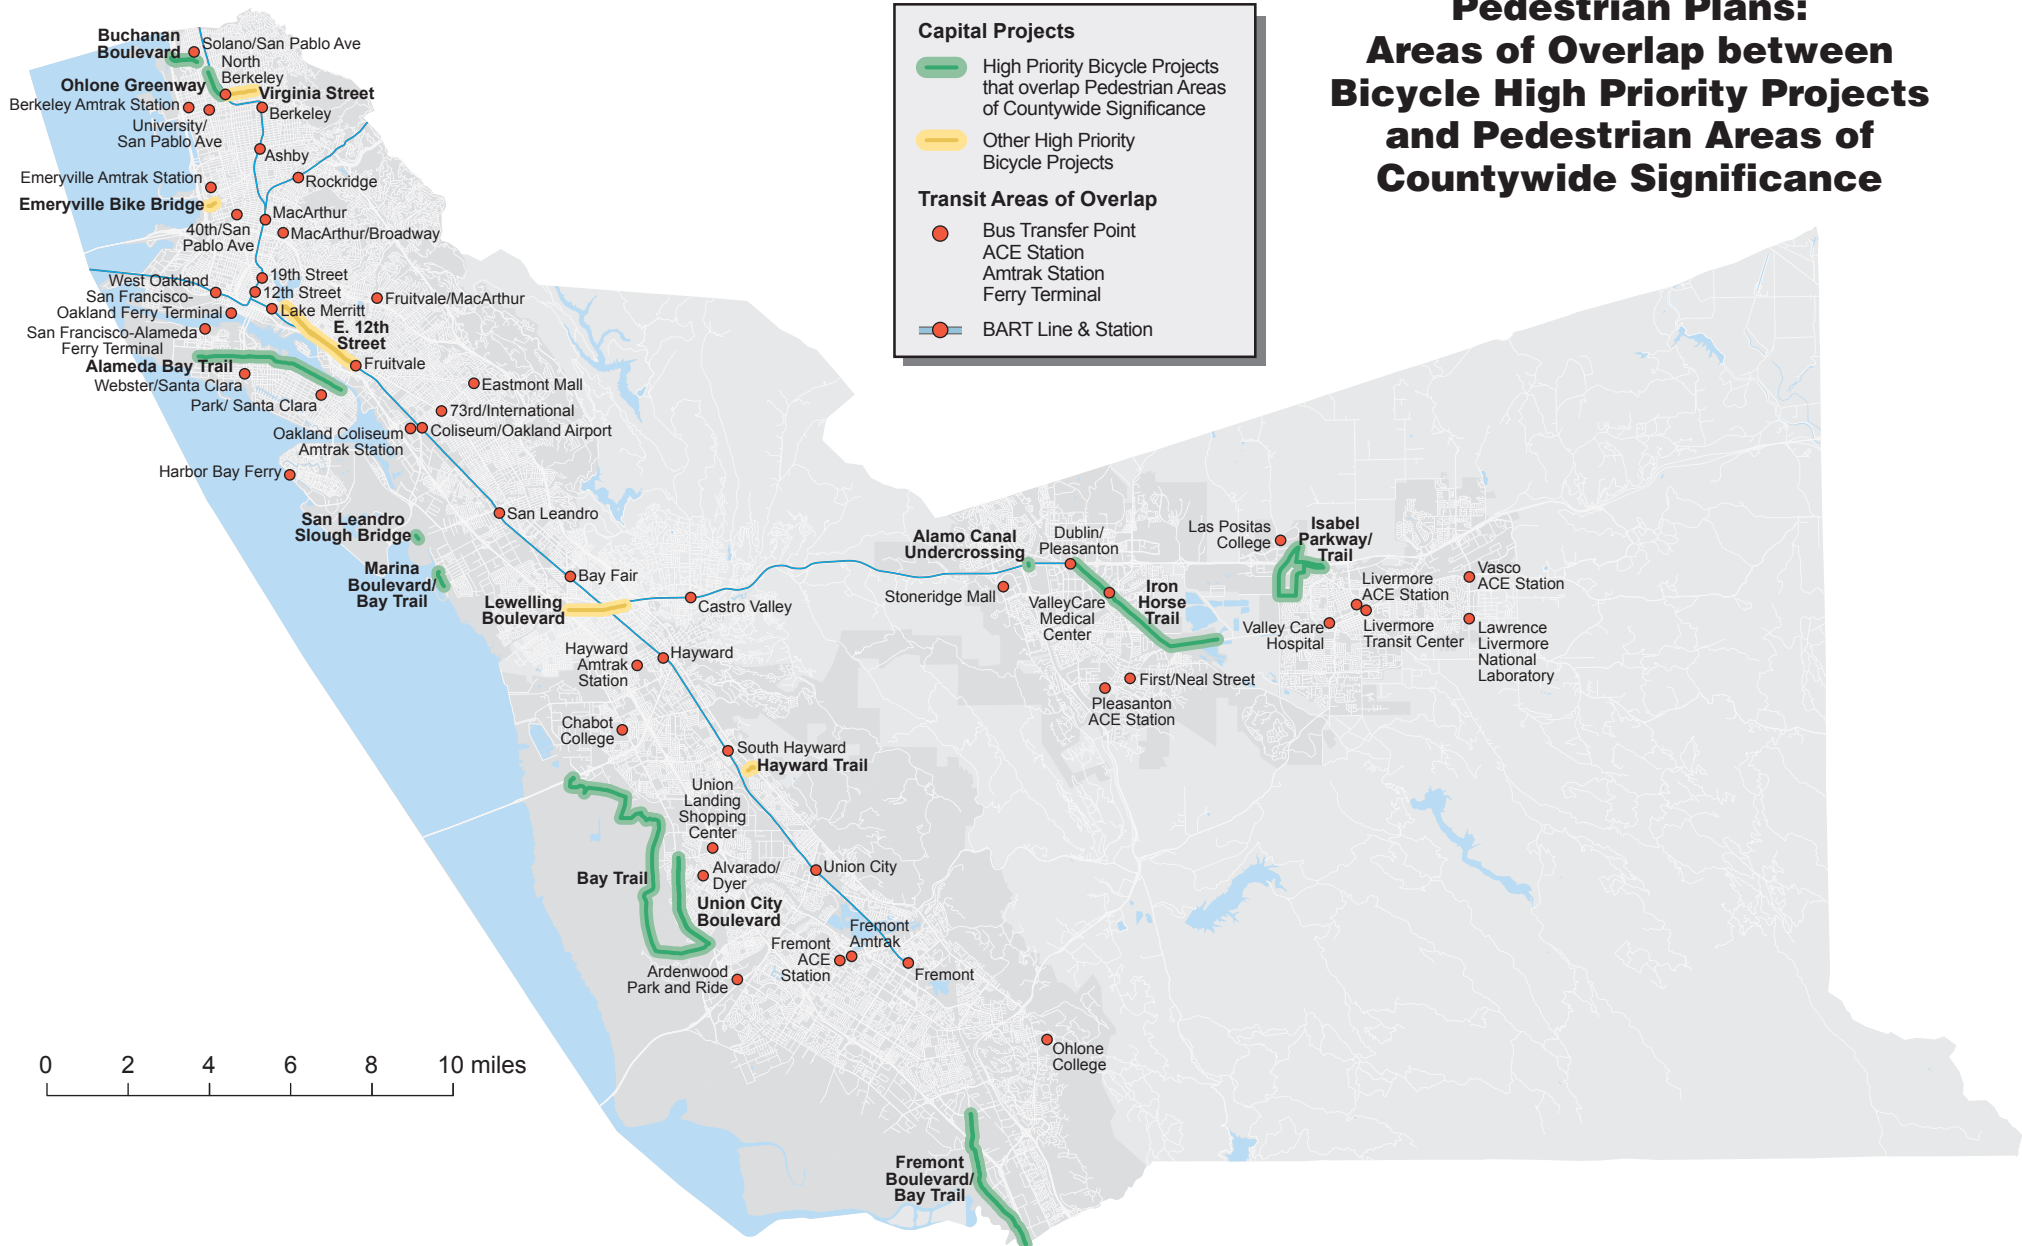 Pedestrian Plans:
Areas of Overlap between
Bicycle High Priority Projects
and Pedestrian Areas of
Countywide Significance
Capital Projects
High Priority Bicycle Projects
that overlap Pedestrian Areas
of Countywide Significance
Other High Priority
Bicycle Projects
Transit Areas of Overlap
Bus Transfer Point
ACE Station
Amtrak Station
Ferry Terminal
BART Line & Station
Buchanan
Boulevard
Solano/San Pablo Ave
North
Berkeley
Ohlone Greenway
Virginia Street
Berkeley Amtrak Station
Berkeley
University/
San Pablo Ave
Ashby
Emeryville Amtrak Station
Rockridge
Emeryville Bike Bridge
MacArthur
40th/San
Pablo Ave
MacArthur/Broadway
19th Street
West Oakland
12th Street
San Francisco-
Oakland Ferry Terminal
Fruitvale/MacArthur
Lake Merritt
San Francisco-Alameda
Ferry Terminal
E. 12th
Street
Alameda Bay Trail
Fruitvale
Webster/Santa Clara
Eastmont Mall
Park/ Santa Clara
73rd/International
Oakland Coliseum
Amtrak Station
Coliseum/Oakland Airport
Harbor Bay Ferry
San Leandro
San Leandro
Slough Bridge
Marina
Boulevard/
Bay Trail
Bay Fair
Lewelling
Boulevard
Castro Valley
Alamo Canal
Undercrossing
Dublin/
Pleasanton
Las Positas
College
Isabel
Parkway/
Trail
Stoneridge Mall
ValleyCare
Medical
Center
Iron
Horse
Trail
Livermore
ACE Station
Vasco
ACE Station
Valley Care
Hospital
Livermore
Transit Center
Lawrence
Livermore
National
Laboratory
Hayward
Amtrak
Station
Hayward
First/Neal Street
Pleasanton
ACE Station
Chabot
College
South Hayward
Hayward Trail
Union
Landing
Shopping
Center
Bay Trail
Alvarado/
Dyer
Union City
Union City
Boulevard
Fremont
Amtrak
Fremont
ACE
Station
Fremont
Ardenwood
Park and Ride
Ohlone
College
Fremont
Boulevard/
Bay Trail
0 2 4 6 8 10 miles